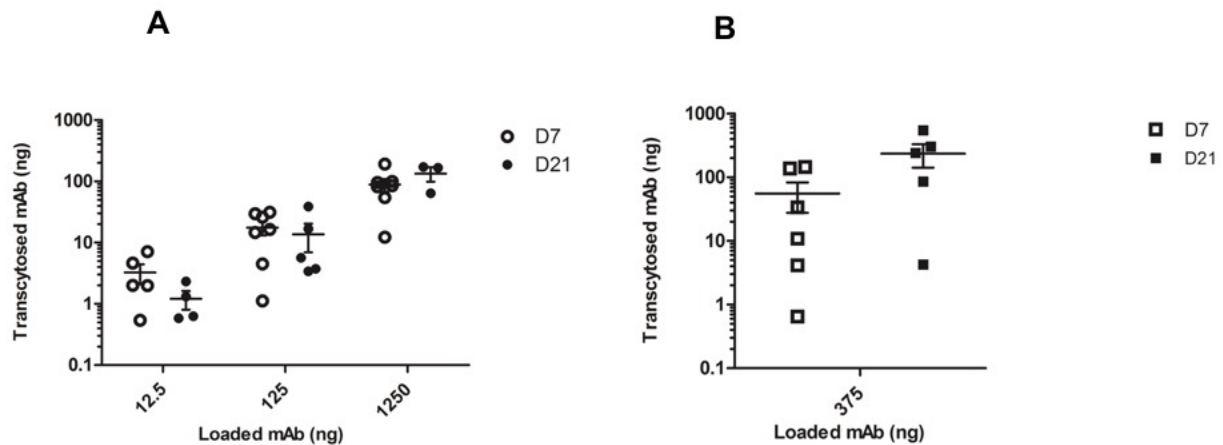 A
Transcytosed mAb (ng)
1000
100
10
1
0.1
12.5
125
1250
Loaded mAb (ng)
D7
D21
B
Transcytosed mAb (ng)
1000
100
10
1
0.1
375
Loaded mAb (ng)
D7
D21